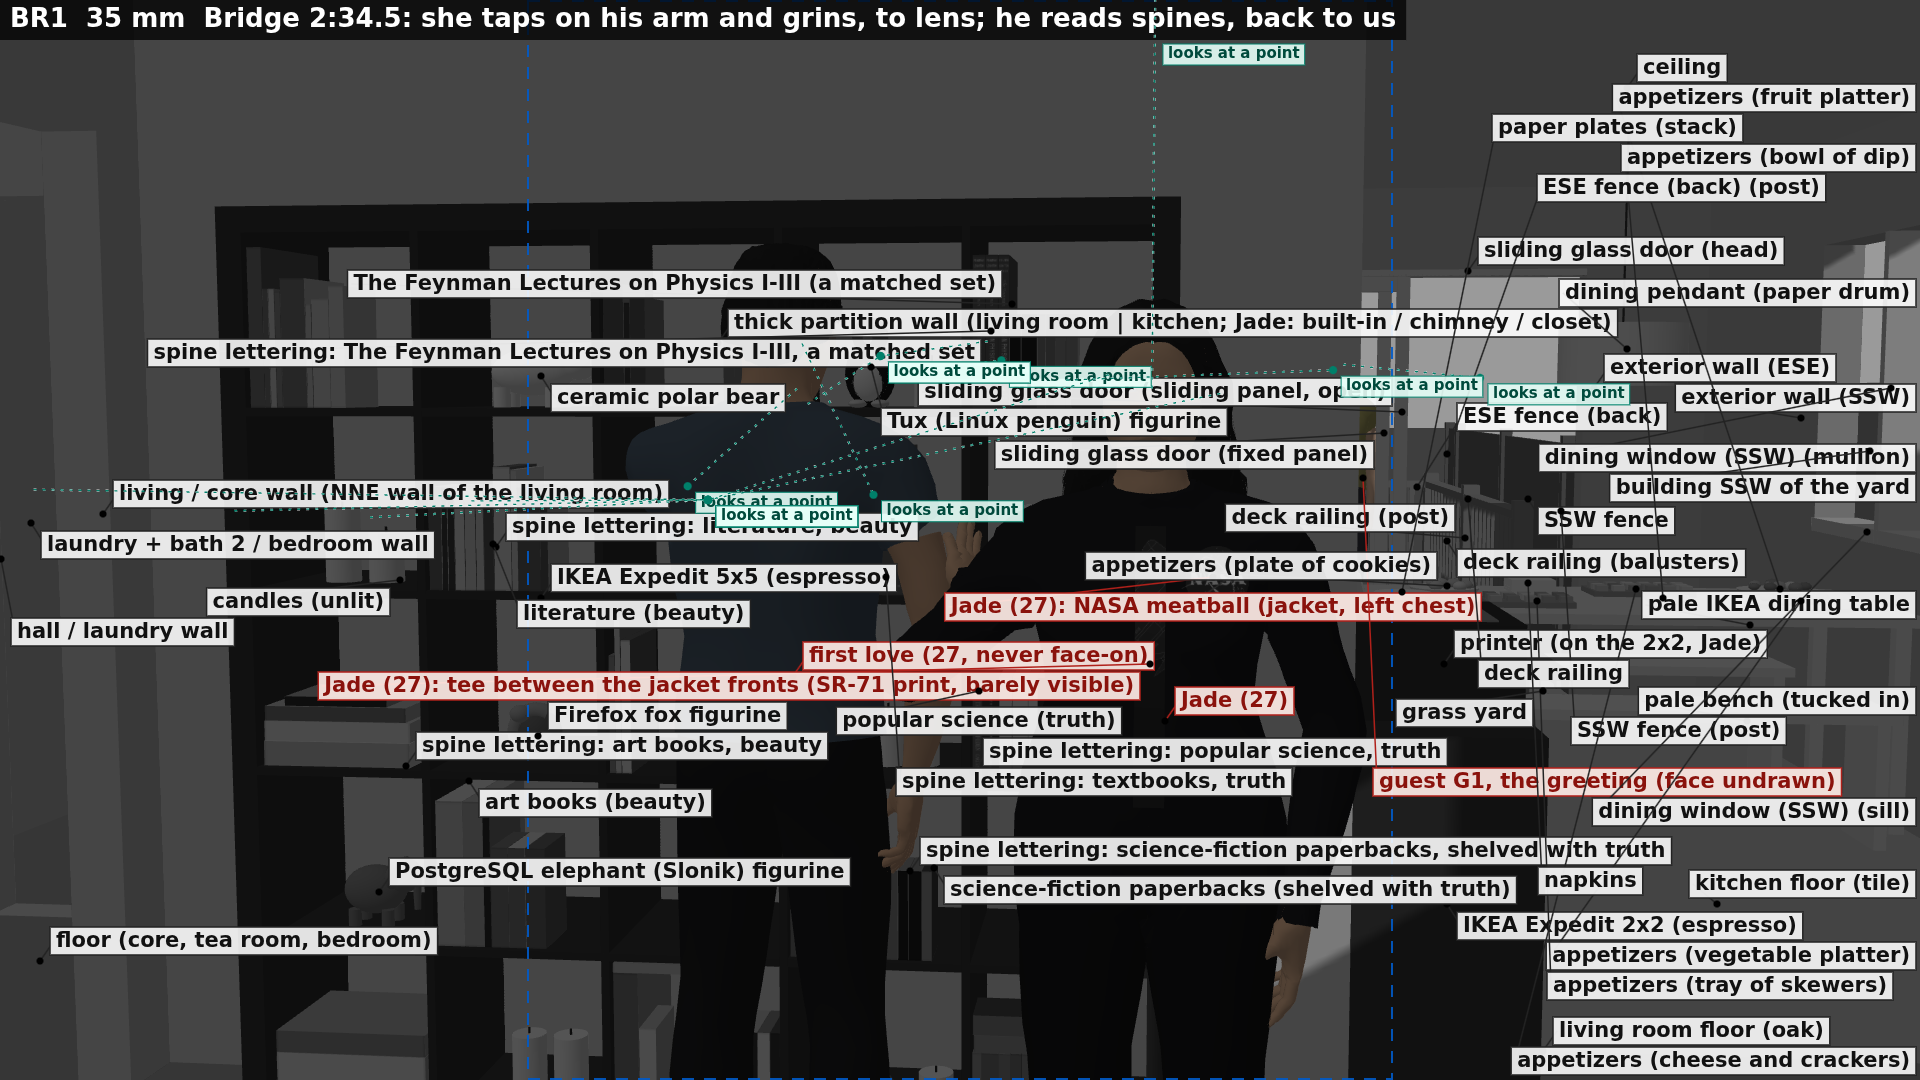 BR1 35 mm Bridge 2:34.5: she taps on his arm and grins, to lens; he reads spines, back to us
looks at a point
ceiling
appetizers (fruit platter)
paper plates (stack)
appetizers (bowl of dip)
ESE fence (back) (post)
sliding glass door (head)
The Feynman Lectures on Physics I-III (a matched set)
dining pendant (paper drum)
thick partition wall (living room | kitchen; Jade: built-in / chimney / closet)
spine lettering: The Feynman Lectures on Physics I-III, a matched set
exterior wall (ESE)
looks at a point
looks at a point
looks at a point
looks at a point
sliding glass door (sliding panel, open)
ceramic polar bear
exterior wall (SSW)
ESE fence (back)
Tux (Linux penguin) figurine
sliding glass door (fixed panel)
dining window (SSW) (mullion)
building SSW of the yard
living / core wall (NNE wall of the living room)
looks at a point
looks at a point
looks at a point
deck railing (post)
SSW fence
spine lettering: literature, beauty
laundry + bath 2 / bedroom wall
appetizers (plate of cookies)
deck railing (balusters)
IKEA Expedit 5x5 (espresso)
NASA
candles (unlit)
Jade (27): NASA meatball (jacket, left chest)
pale IKEA dining table
literature (beauty)
hall / laundry wall
printer (on the 2x2, Jade)
first love (27, never face-on)
deck railing
Jade (27): tee between the jacket fronts (SR-71 print, barely visible)
Jade (27)
pale bench (tucked in)
grass yard
Firefox fox figurine
popular science (truth)
SSW fence (post)
spine lettering: art books, beauty
spine lettering: popular science, truth
spine lettering: textbooks, truth
guest G1, the greeting (face undrawn)
art books (beauty)
dining window (SSW) (sill)
spine lettering: science-fiction paperbacks, shelved with truth
PostgreSQL elephant (Slonik) figurine
napkins
kitchen floor (tile)
science-fiction paperbacks (shelved with truth)
IKEA Expedit 2x2 (espresso)
floor (core, tea room, bedroom)
appetizers (vegetable platter)
appetizers (tray of skewers)
living room floor (oak)
appetizers (cheese and crackers)